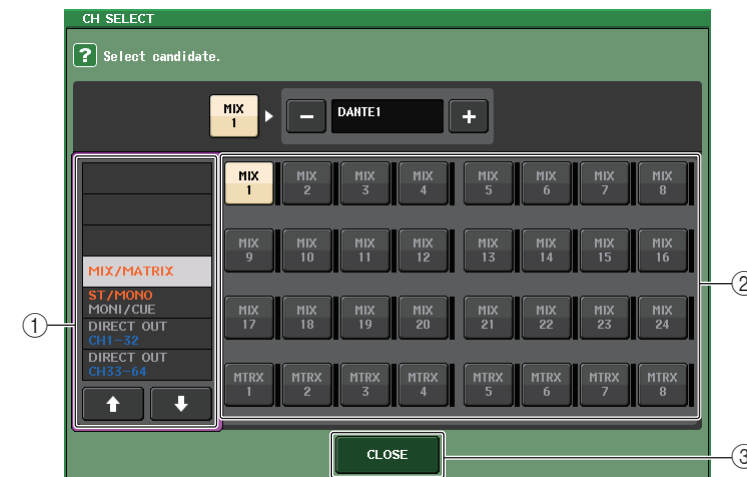 CH SELECT
? Select candidate.
MIX 1
−
DANTE1
+
MIX/MATRIX
ST/MONO
MONI/CUE
DIRECT OUT
CH1-32
DIRECT OUT
CH33-64
MIX 1 MIX 2 MIX 3 MIX 4 MIX 5 MIX 6 MIX 7 MIX 8
MIX 9 MIX 10 MIX 11 MIX 12 MIX 13 MIX 14 MIX 15 MIX 16
MIX 17 MIX 18 MIX 19 MIX 20 MIX 21 MIX 22 MIX 23 MIX 24
MTRX 1 MTRX 2 MTRX 3 MTRX 4 MTRX 5 MTRX 6 MTRX 7 MTRX 8
CLOSE
①
②
③